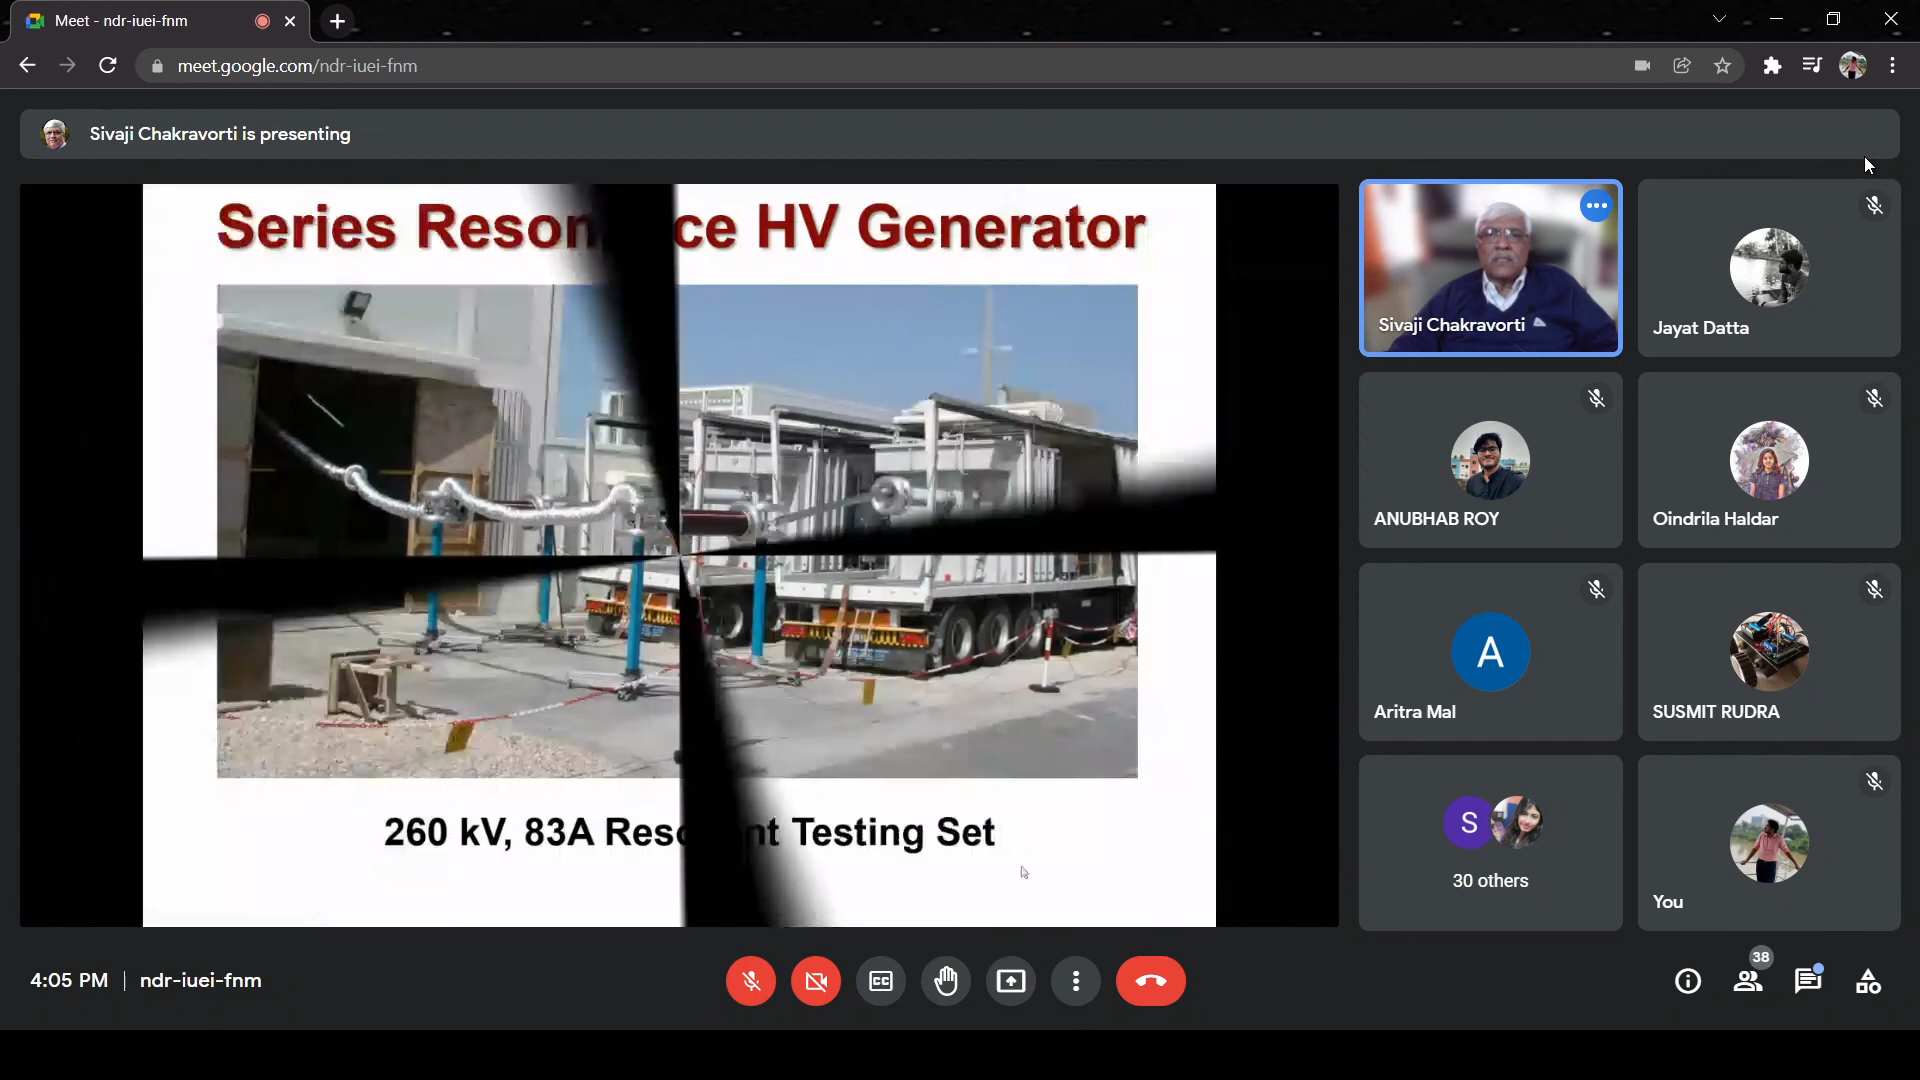 Meet - ndr-iuei-fnm
meet.google.com/ndr-iuei-fnm
Sivaji Chakravorti is presenting
Series Reson ce HV Generator
260 kV, 83A Reso nt Testing Set
Sivaji Chakravorti
Jayat Datta
ANUBHAB ROY
Oindrila Haldar
A
Aritra Mal
SUSMIT RUDRA
S
30 others
You
4:05 PM | ndr-iuei-fnm
CC
38